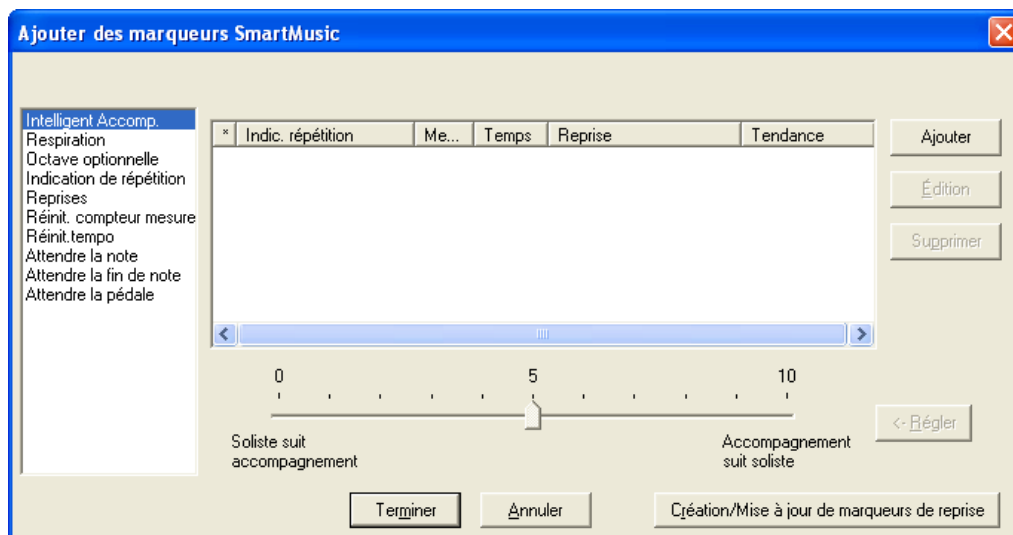 Ajouter des marqueurs SmartMusic
Intelligent Accomp.
Respiration
Octave optionnelle
Indication de répétition
Reprises
Réinit. compteur mesure
Réinit.tempo
Attendre la note
Attendre la fin de note
Attendre la pédale
* Indic. répétition Me... Temps Reprise Tendance
Ajouter
Édition
Supprimer
0 5 10
Soliste suit
accompagnement
Accompagnement
suit soliste
<- Régler
Terminer
Annuler
Création/Mise à jour de marqueurs de reprise